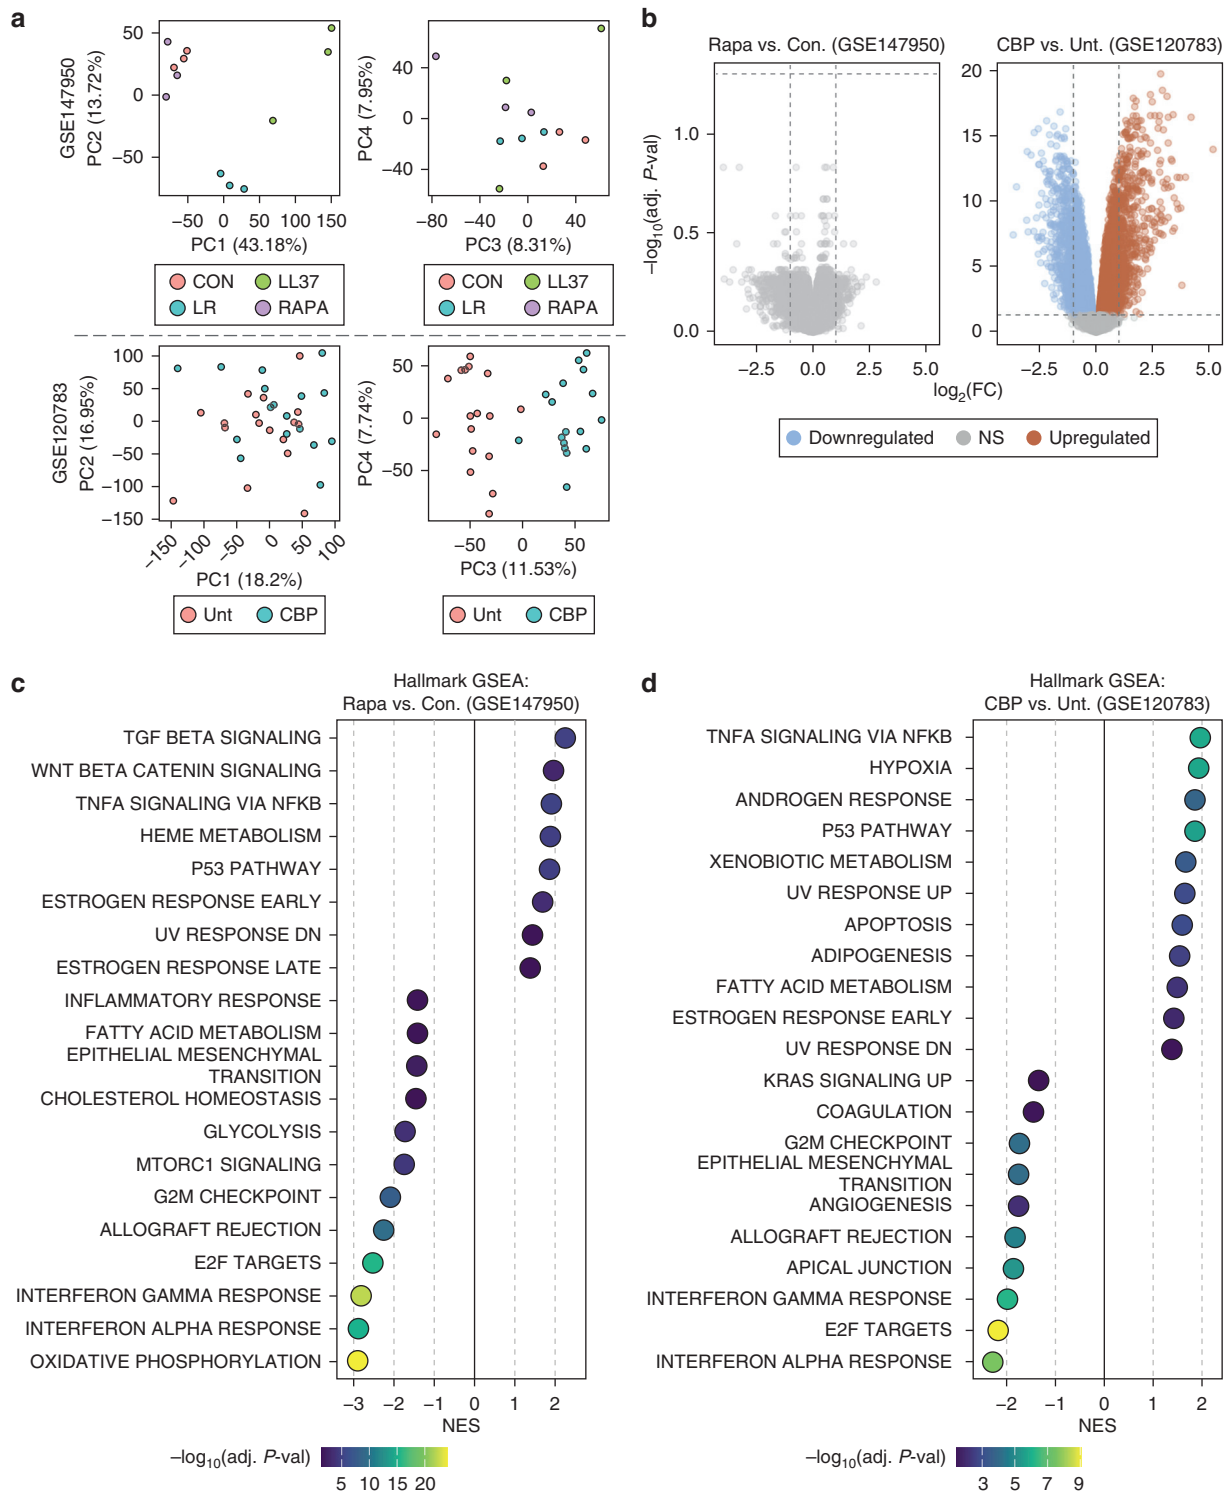 a
GSE147950
PC2 (13.72%)
50
0
−50
−50 0 50 100 150
PC1 (43.18%)
PC4 (7.95%)
40
0
−40
−80 −40 0 40
PC3 (8.31%)
CON LL37
LR RAPA
CON LL37
LR RAPA
GSE120783
PC2 (16.95%)
100
50
0
−50
−100
−150
−150 −100 −50 0 50 100
PC1 (18.2%)
PC4 (7.74%)
50
0
−50
−50 0 50
PC3 (11.53%)
Unt CBP
Unt CBP
b
Rapa vs. Con. (GSE147950)
CBP vs. Unt. (GSE120783)
−log10(adj. P-val)
1.0
0.5
0.0
−2.5 0.0 2.5 5.0
20
15
10
5
0
−2.5 0.0 2.5 5.0
log2(FC)
Downregulated NS Upregulated
c
Hallmark GSEA:
Rapa vs. Con. (GSE147950)
TGF BETA SIGNALING
WNT BETA CATENIN SIGNALING
TNFA SIGNALING VIA NFKB
HEME METABOLISM
P53 PATHWAY
ESTROGEN RESPONSE EARLY
UV RESPONSE DN
ESTROGEN RESPONSE LATE
INFLAMMATORY RESPONSE
FATTY ACID METABOLISM
EPITHELIAL MESENCHYMAL
TRANSITION
CHOLESTEROL HOMEOSTASIS
GLYCOLYSIS
MTORC1 SIGNALING
G2M CHECKPOINT
ALLOGRAFT REJECTION
E2F TARGETS
INTERFERON GAMMA RESPONSE
INTERFERON ALPHA RESPONSE
OXIDATIVE PHOSPHORYLATION
−3 −2 −1 0 1 2
NES
−log10(adj. P-val)
5 10 15 20
d
Hallmark GSEA:
CBP vs. Unt. (GSE120783)
TNFA SIGNALING VIA NFKB
HYPOXIA
ANDROGEN RESPONSE
P53 PATHWAY
XENOBIOTIC METABOLISM
UV RESPONSE UP
APOPTOSIS
ADIPOGENESIS
FATTY ACID METABOLISM
ESTROGEN RESPONSE EARLY
UV RESPONSE DN
KRAS SIGNALING UP
COAGULATION
G2M CHECKPOINT
EPITHELIAL MESENCHYMAL
TRANSITION
ANGIOGENESIS
ALLOGRAFT REJECTION
APICAL JUNCTION
INTERFERON GAMMA RESPONSE
E2F TARGETS
INTERFERON ALPHA RESPONSE
−2 −1 0 1 2
NES
−log10(adj. P-val)
3 5 7 9